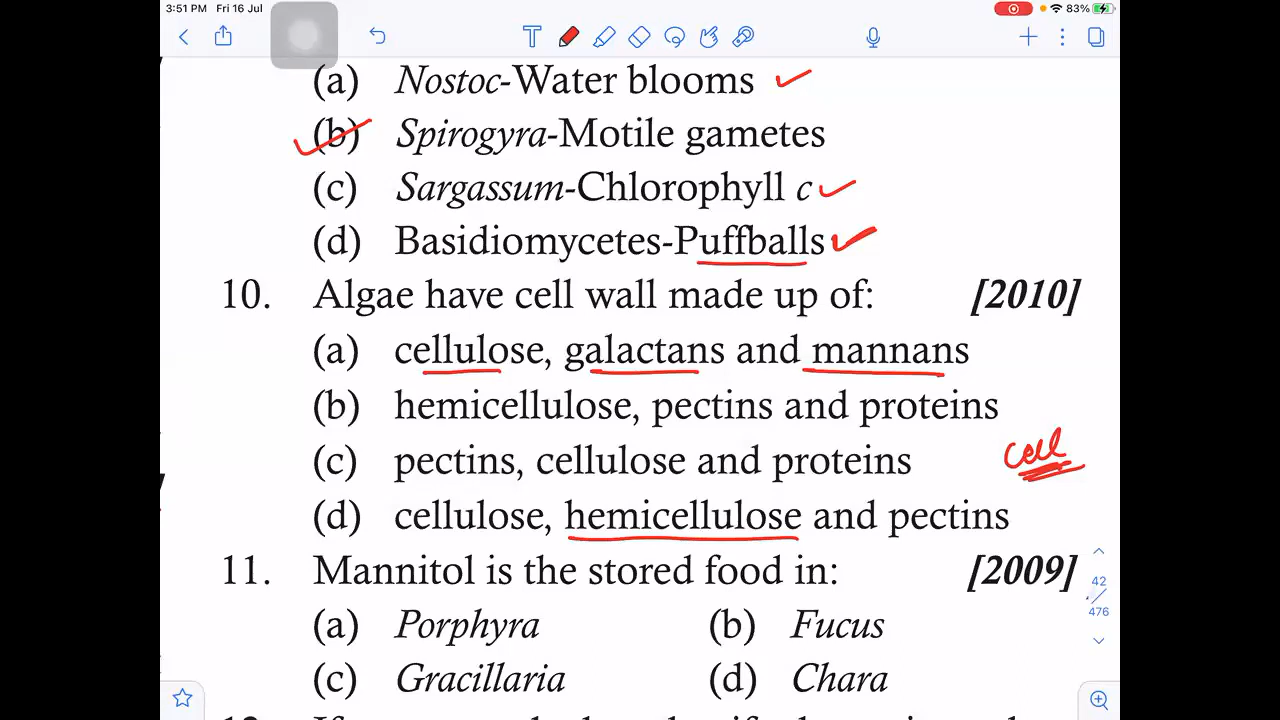 3:51 PM Fri 16 Jul
83%
T
(a) Nostoc-Water blooms
(b) Spirogyra-Motile gametes
(c) Sargassum-Chlorophyll c
(d) Basidiomycetes-Puffballs
10. Algae have cell wall made up of: [2010]
(a) cellulose, galactans and mannans
(b) hemicellulose, pectins and proteins
cell
(c) pectins, cellulose and proteins
(d) cellulose, hemicellulose and pectins
11. Mannitol is the stored food in: [2009]
42
476
(a) Porphyra (b) Fucus
(c) Gracillaria (d) Chara